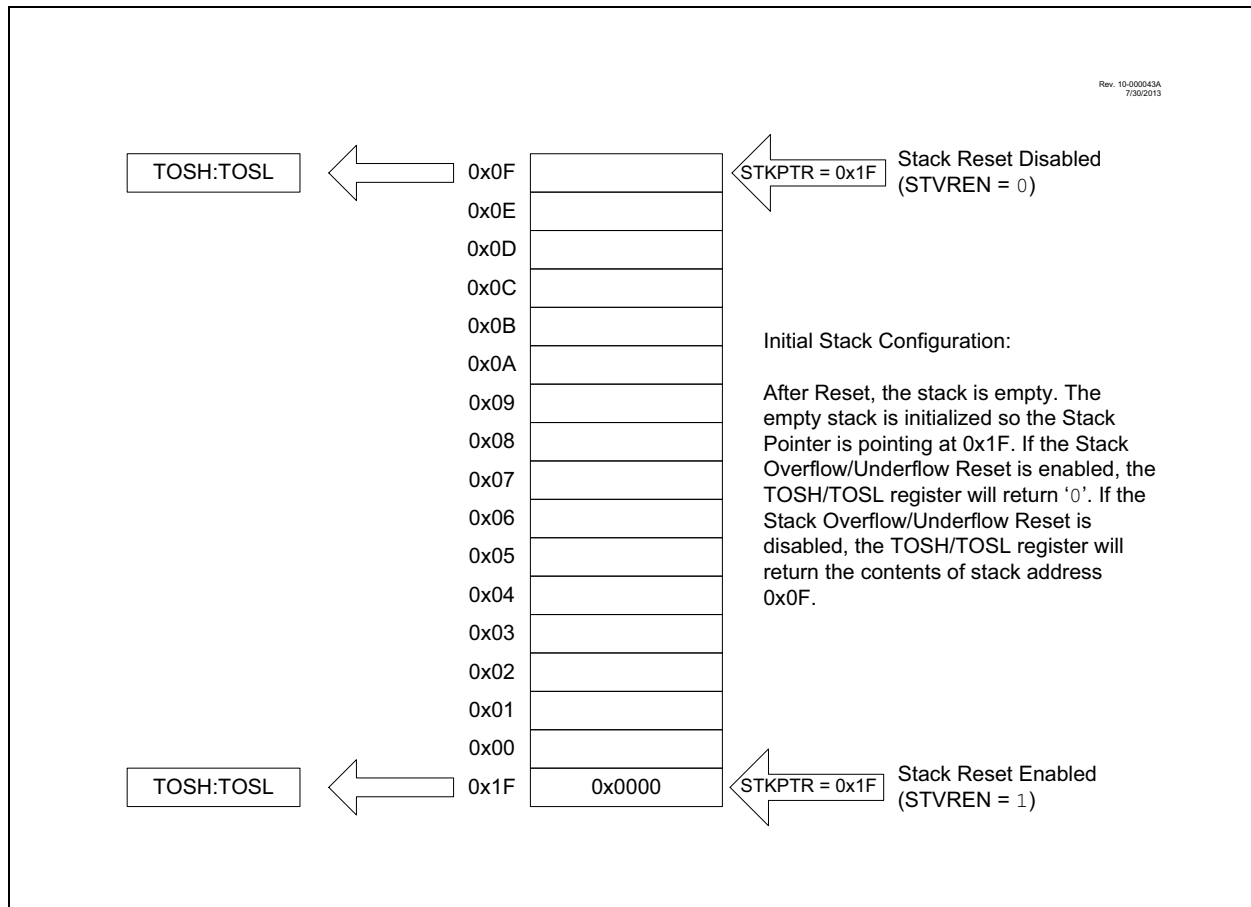 Rev. 10-000043A
7/30/2013
TOSH:TOSL
0x0F
STKPTR = 0x1F
Stack Reset Disabled
(STVREN = 0)
0x0E
0x0D
0x0C
0x0B
0x0A
0x09
0x08
0x07
0x06
0x05
0x04
0x03
0x02
0x01
0x00
Initial Stack Configuration:
After Reset, the stack is empty. The
empty stack is initialized so the Stack
Pointer is pointing at 0x1F. If the Stack
Overflow/Underflow Reset is enabled, the
TOSH/TOSL register will return ‘0’. If the
Stack Overflow/Underflow Reset is
disabled, the TOSH/TOSL register will
return the contents of stack address
0x0F.
TOSH:TOSL
0x1F
0x0000
STKPTR = 0x1F
Stack Reset Enabled
(STVREN = 1)